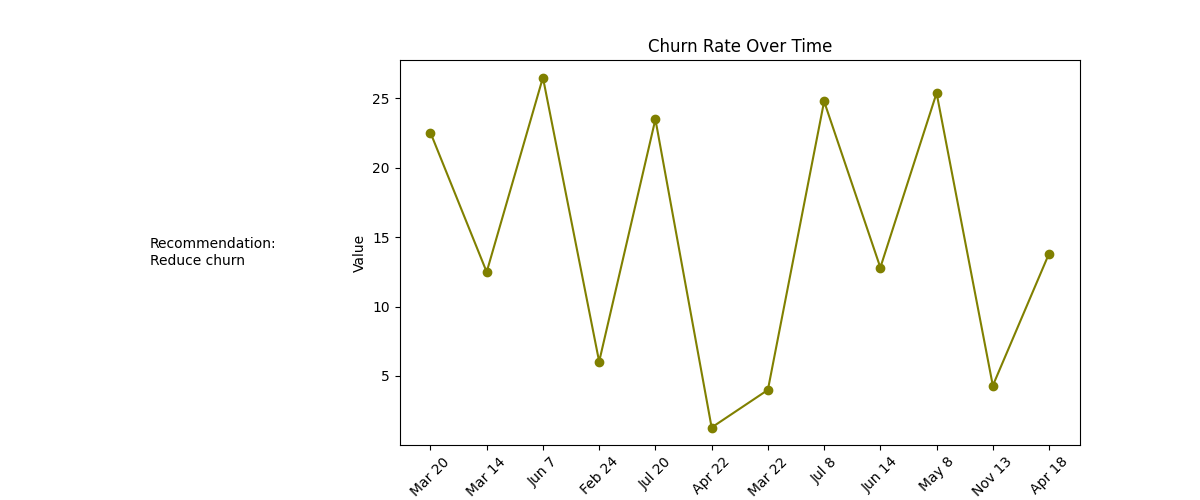 Churn Rate Over Time
Recommendation:
Reduce churn
Value
25
20
15
10
5
Mar 20
Mar 14
Jun 7
Feb 24
Jul 20
Apr 22
Mar 22
Jul 8
Jun 14
May 8
Nov 13
Apr 18